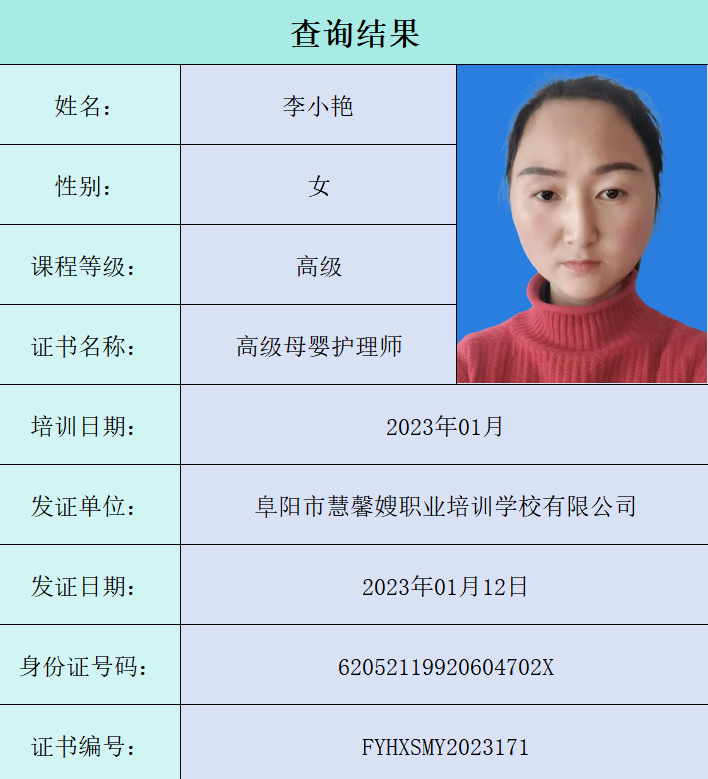 查询结果
姓名： 李小艳
性别： 女
课程等级： 高级
证书名称： 高级母婴护理师
培训日期： 2023年01月
发证单位： 阜阳市慧馨嫂职业培训学校有限公司
发证日期： 2023年01月12日
身份证号码： 62052119920604702X
证书编号： FYHXSMY2023171